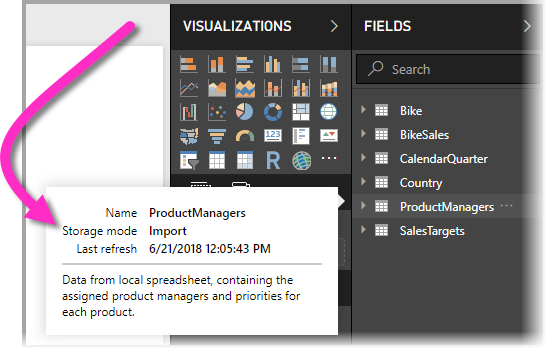 VISUALIZATIONS
FIELDS
Search
Bike
BikeSales
CalendarQuarter
Country
ProductManagers
SalesTargets
123
R
Name ProductManagers
Storage mode Import
Last refresh 6/21/2018 12:05:43 PM
Data from local spreadsheet, containing the
assigned product managers and priorities for
each product.